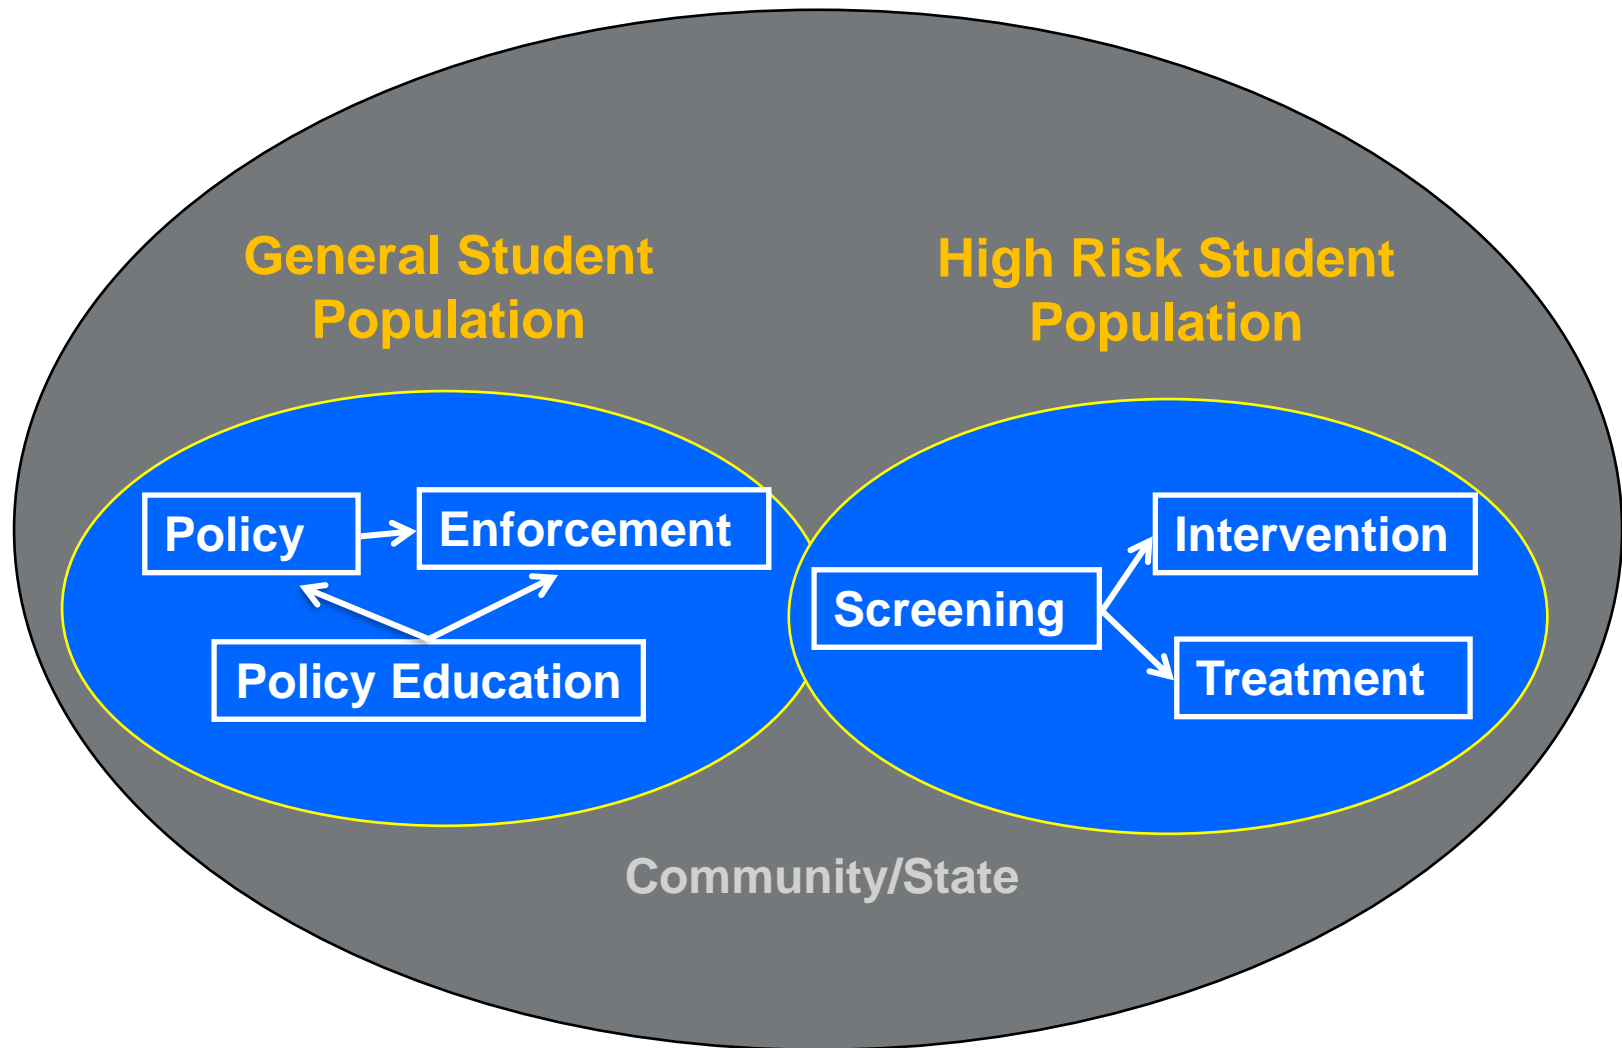 General Student
Population
High Risk Student
Population
Policy
Enforcement
Policy Education
Screening
Intervention
Treatment
Community/State